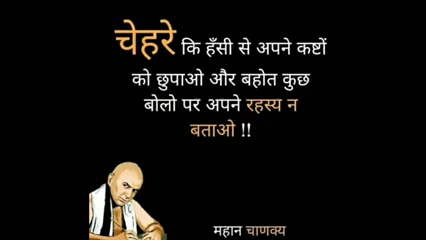 चेहरे कि हँसी से अपने कष्टों
को छुपाओ और बहोत कुछ
बोलो पर अपने रहस्य न
बताओ !!
महान चाणक्य